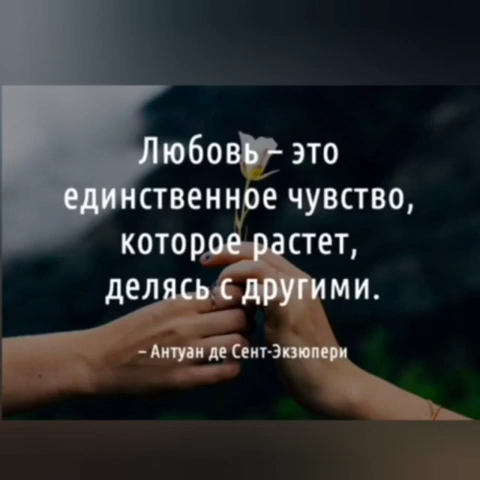 Любовь – это
единственное чувство,
которое растет,
делясь с другими.
– Антуан де Сент-Экзюпери